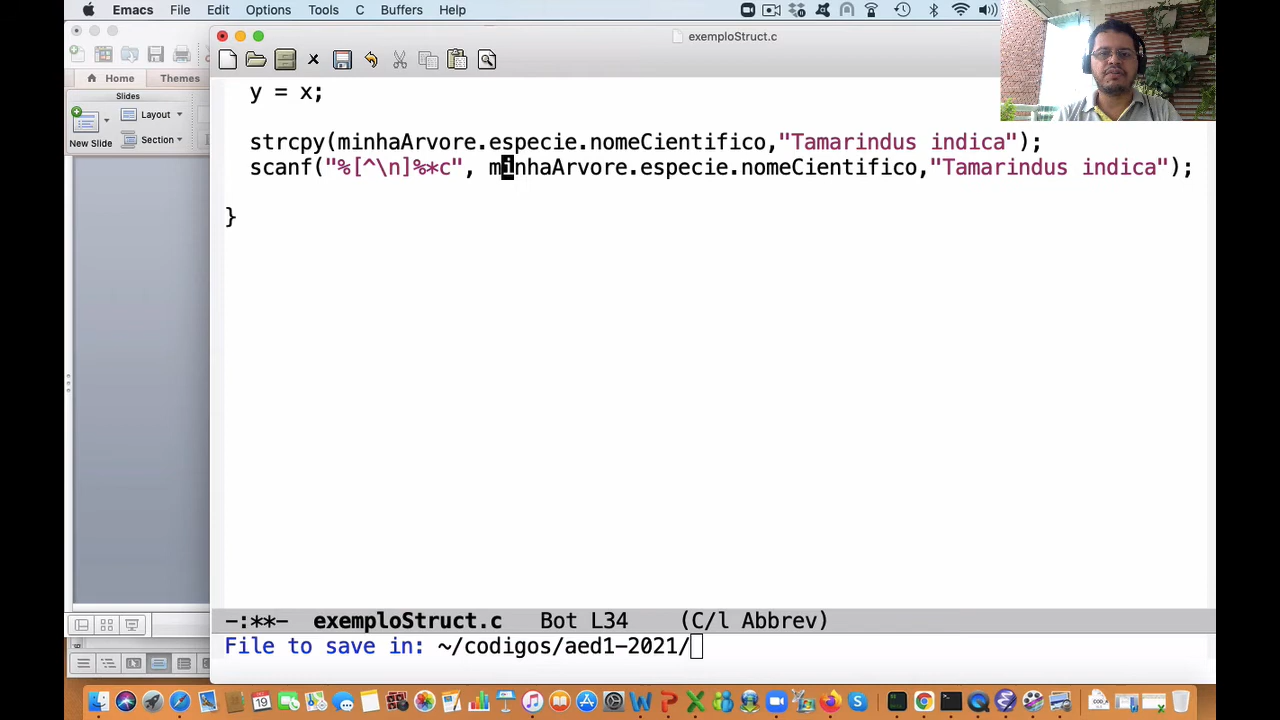 Emacs File Edit Options Tools C Buffers Help
exemploStruct.c
Home Themes
Slides
Layout
New Slide
Section
y = x;
strcpy(minhaArvore.especie.nomeCientifico,"Tamarindus indica");
scanf("%[^\n]%*c", minhaArvore.especie.nomeCientifico,"Tamarindus indica");
}
-:**- exemploStruct.c Bot L34 (C/l Abbrev)
File to save in: ~/codigos/aed1-2021/